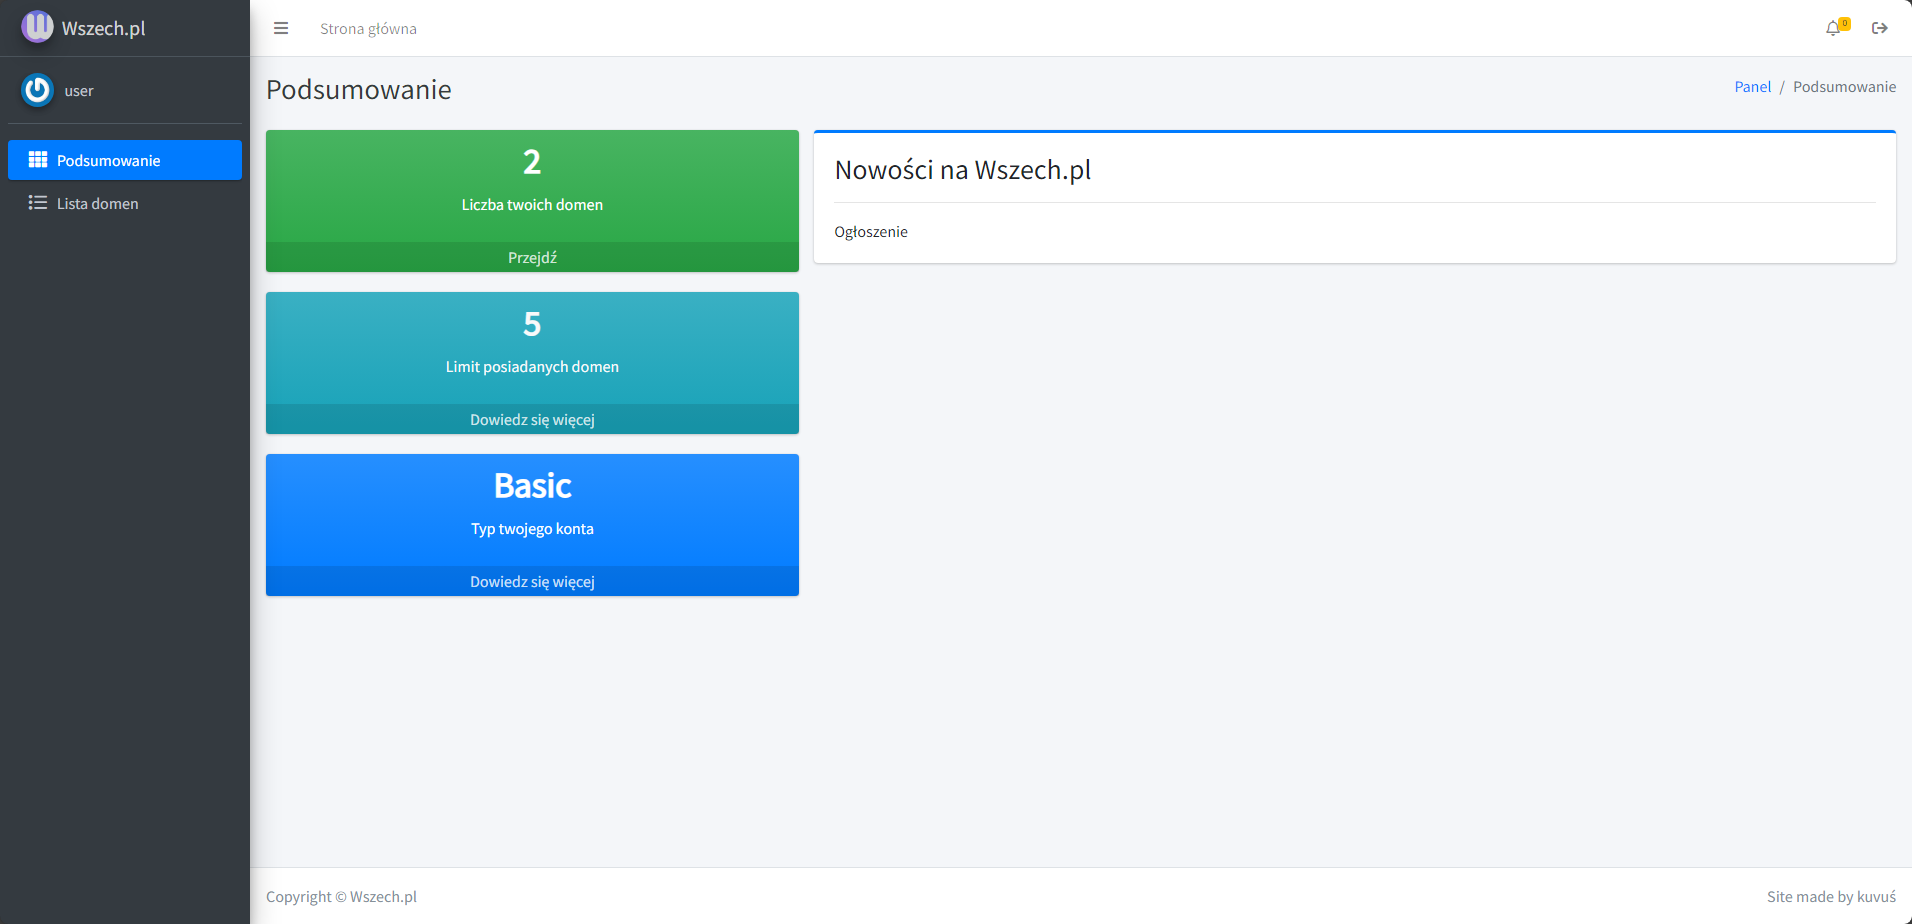 Wszech.pl
user
Podsumowanie
Lista domen
Strona główna
0
Podsumowanie
Panel / Podsumowanie
2
Liczba twoich domen
Przejdź
5
Limit posiadanych domen
Dowiedz się więcej
Basic
Typ twojego konta
Dowiedz się więcej
Nowości na Wszech.pl
Ogłoszenie
Copyright © Wszech.pl
Site made by kuvuś